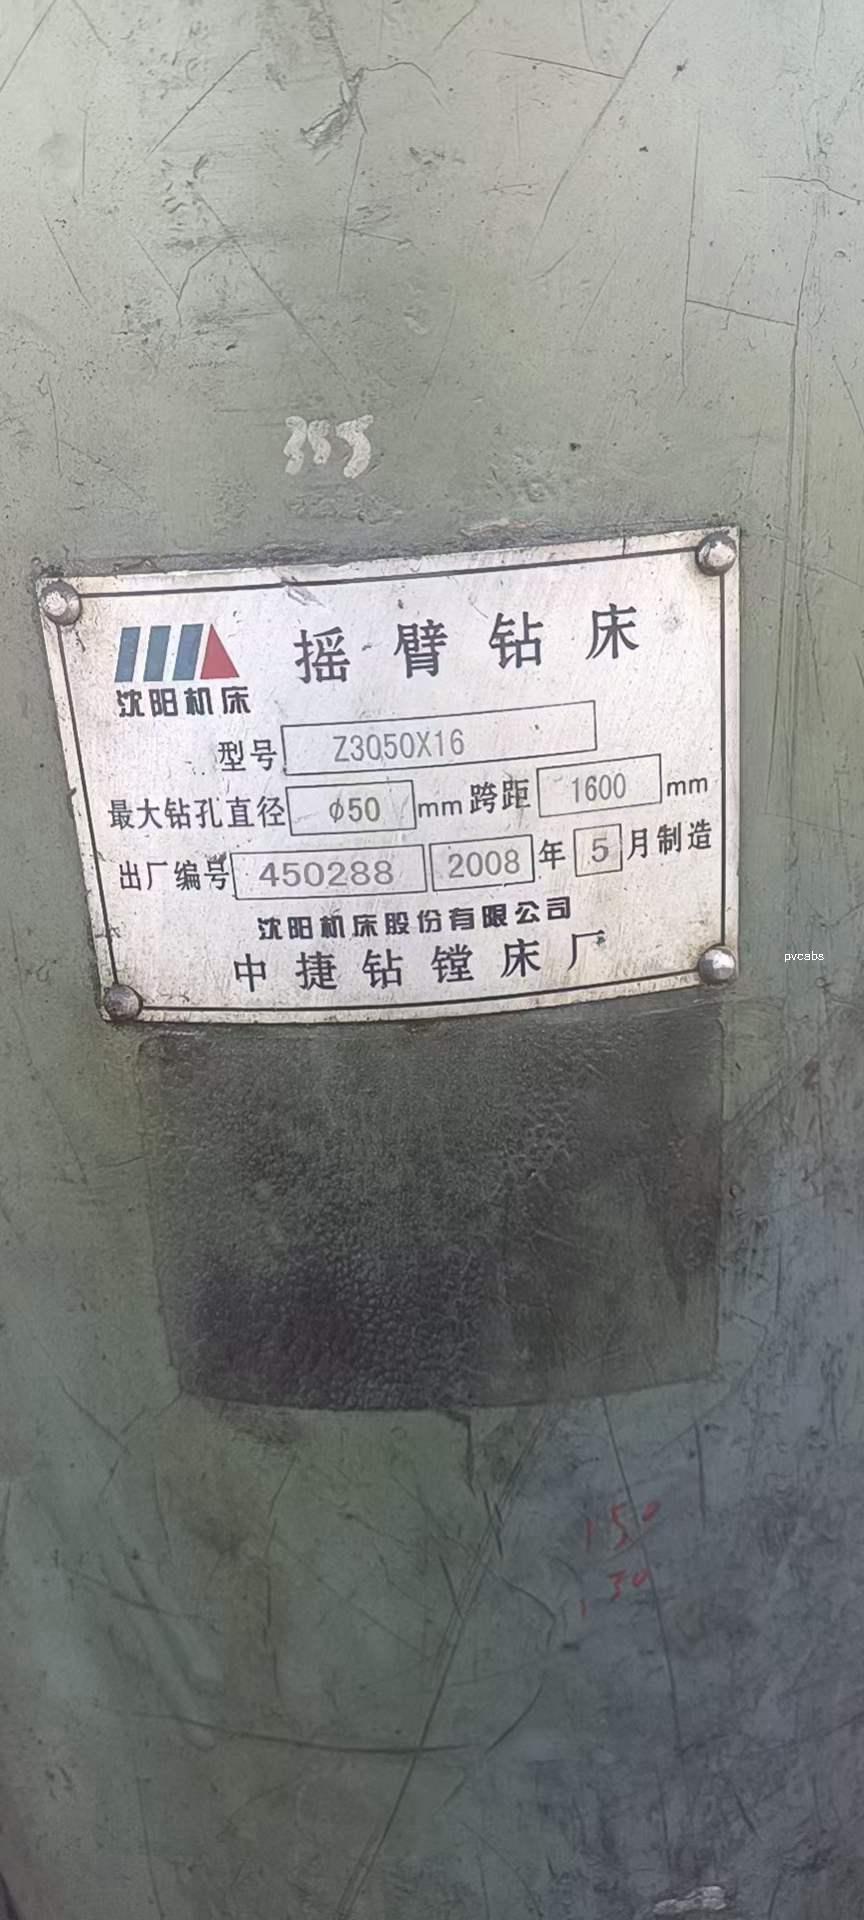 沈阳机床
摇臂钻床
型号 Z3050X16
最大钻孔直径 φ50 mm 跨距 1600 mm
出厂编号 450288 2008 年 5 月制造
沈阳机床股份有限公司
中捷钻镗床厂
pvcabs
150
130